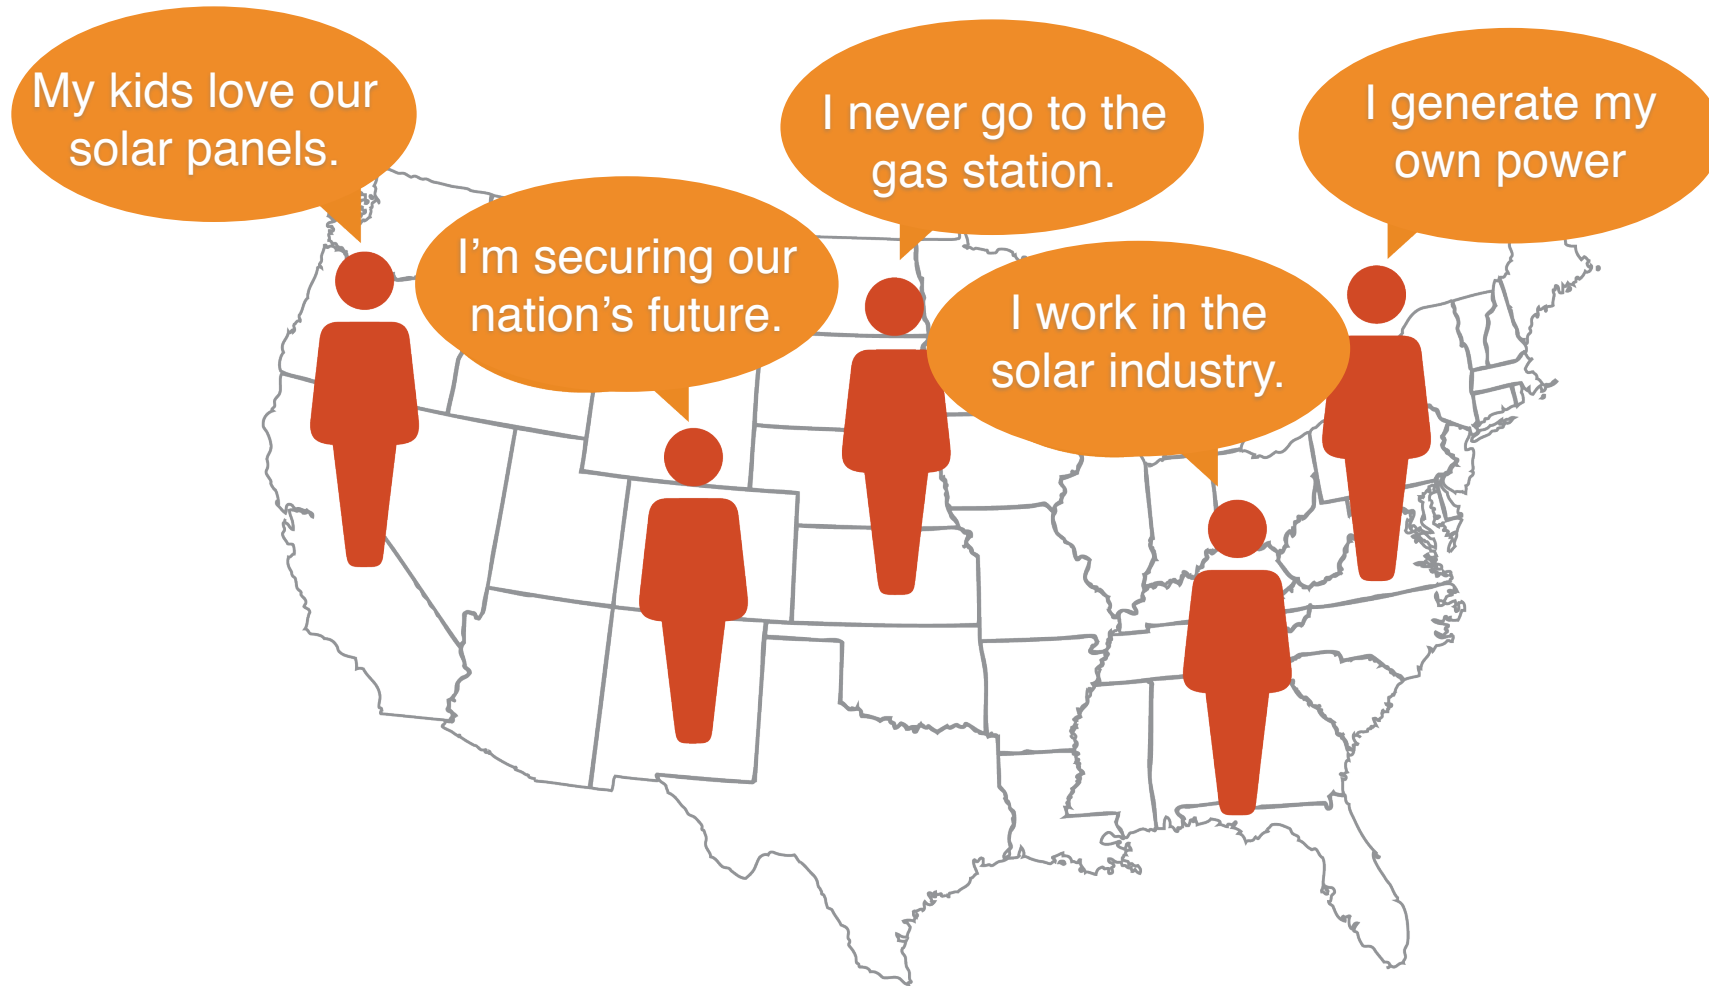 My kids love our
solar panels.
I'm securing our
nation's future.
I never go to the
gas station.
I work in the
solar industry.
I generate my
own power